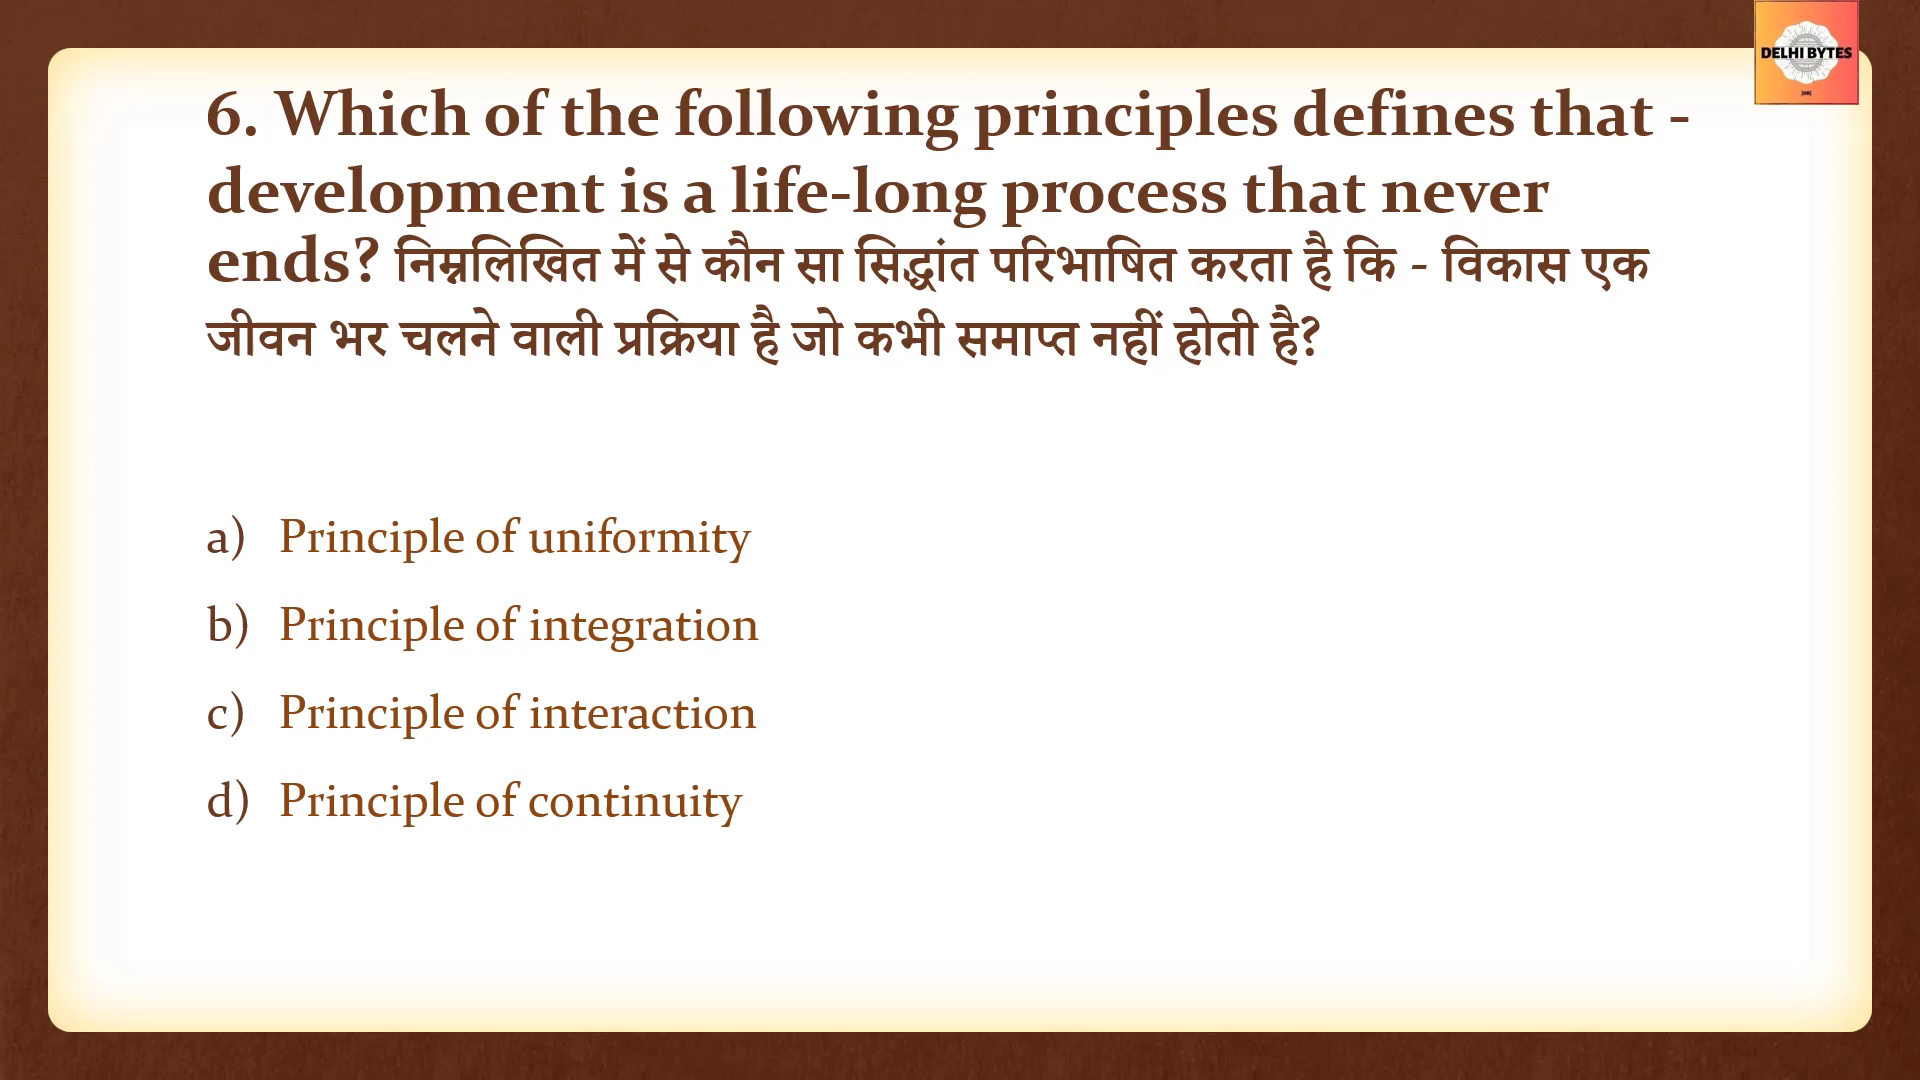 DELHI BYTES
6. Which of the following principles defines that -
development is a life-long process that never
ends? निम्नलिखित में से कौन सा सिद्धांत परिभाषित करता है कि - विकास एक
जीवन भर चलने वाली प्रक्रिया है जो कभी समाप्त नहीं होती है?
a) Principle of uniformity
b) Principle of integration
c) Principle of interaction
d) Principle of continuity